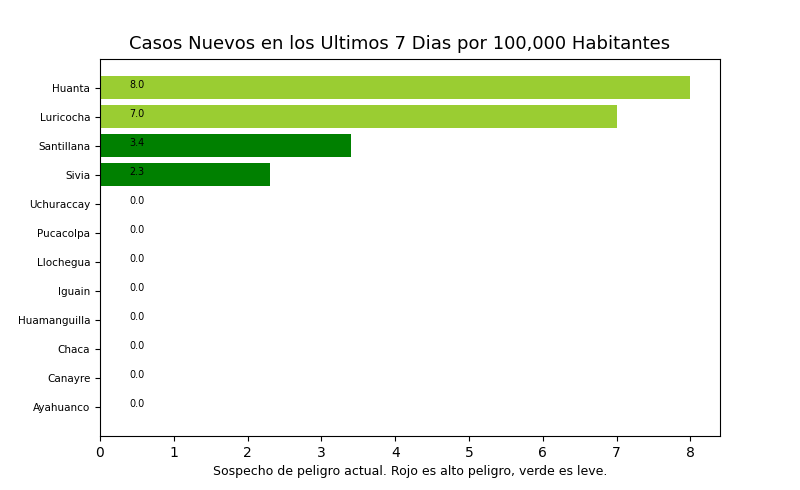 Casos Nuevos en los Ultimos 7 Dias por 100,000 Habitantes
Huanta 8.0
Luricocha 7.0
Santillana 3.4
Sivia 2.3
Uchuraccay 0.0
Pucacolpa 0.0
Llochegua 0.0
Iguain 0.0
Huamanguilla 0.0
Chaca 0.0
Canayre 0.0
Ayahuanco 0.0
0 1 2 3 4 5 6 7 8
Sospecho de peligro actual. Rojo es alto peligro, verde es leve.